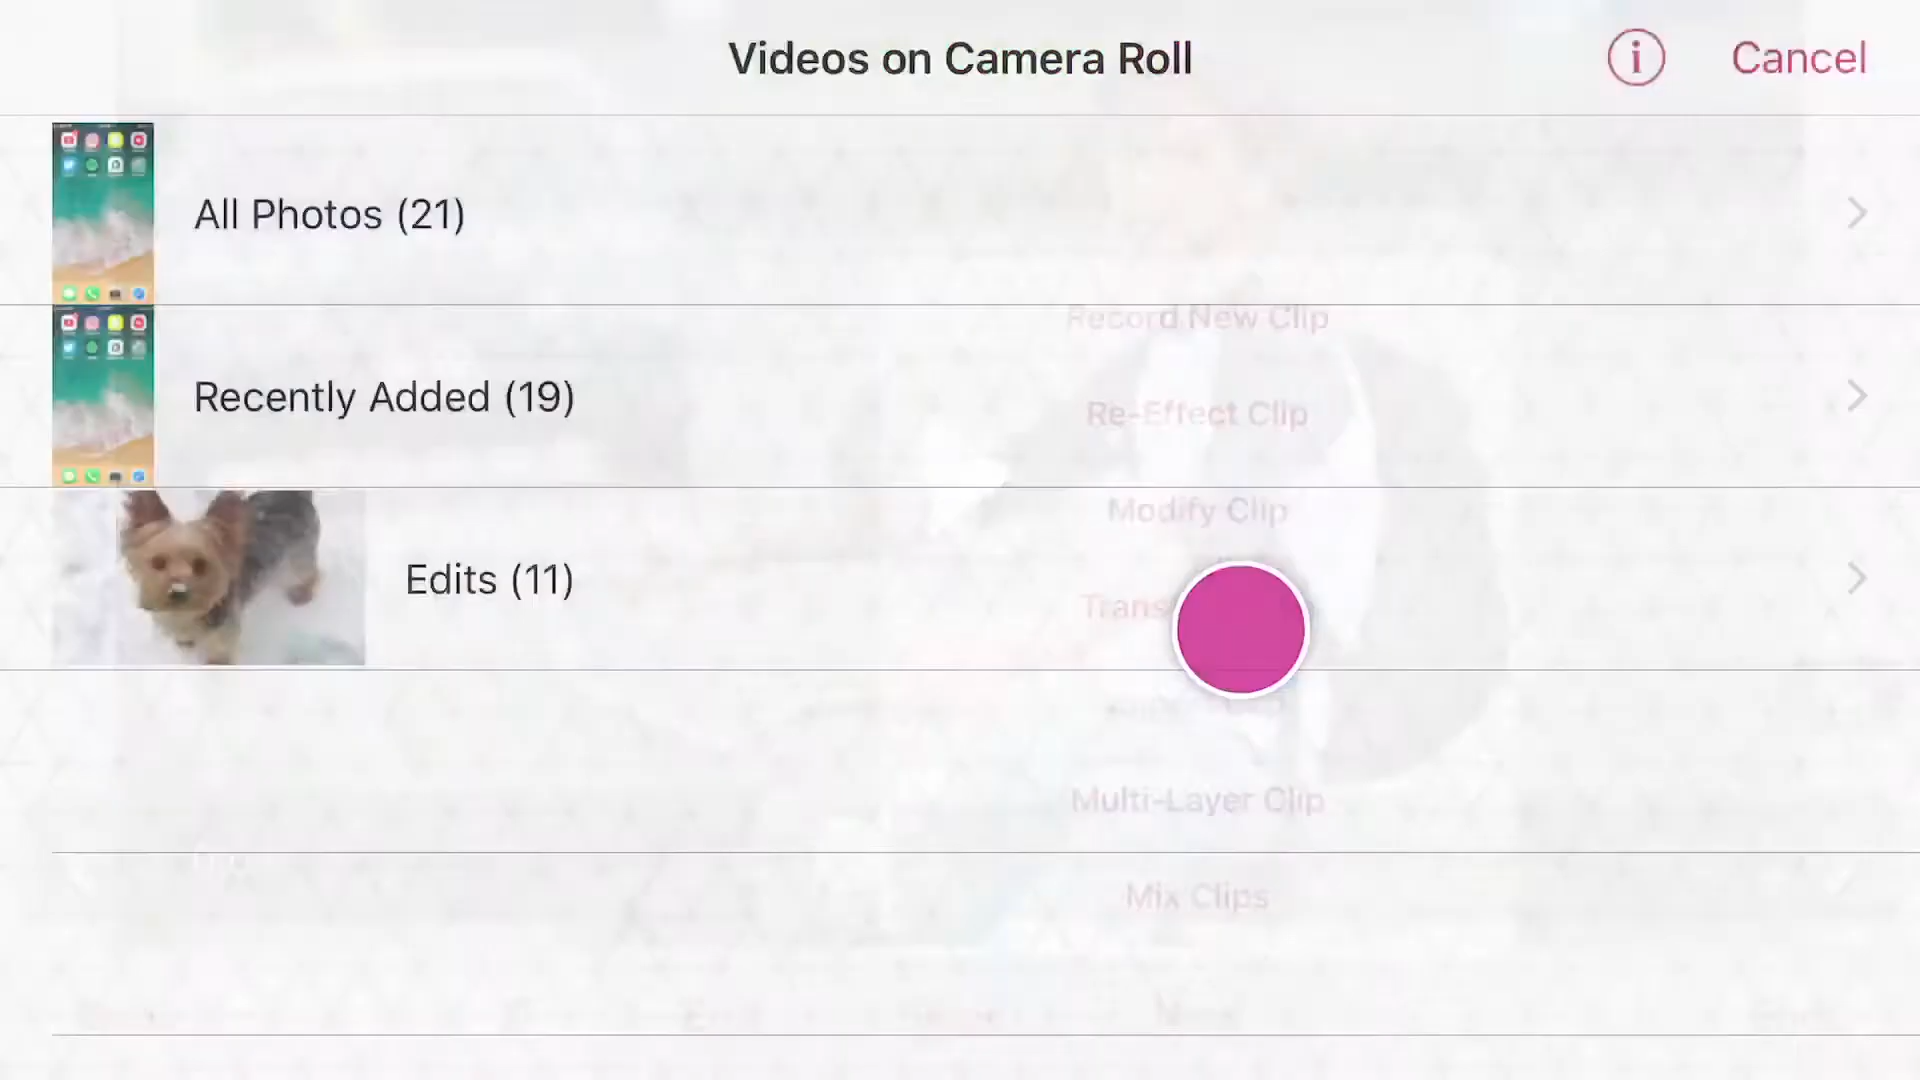 Videos on Camera Roll
Cancel
All Photos (21)
Recently Added (19)
Edits (11)
Record New Clip
Re-Effect Clip
Modify Clip
Multi-Layer Clip
Mix Clips